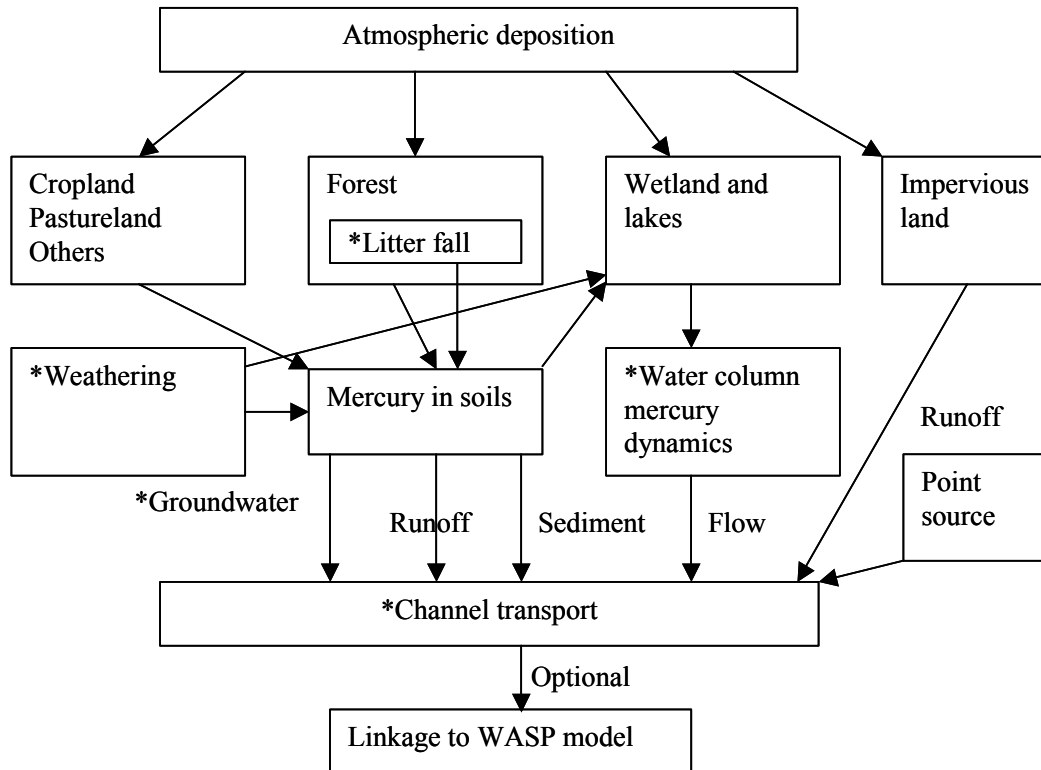 Atmospheric deposition
Cropland
Pastureland
Others
Forest
*Litter fall
Wetland and
lakes
Impervious
land
*Weathering
Mercury in soils
*Water column
mercury
dynamics
Runoff
Point
source
*Groundwater
Runoff
Sediment
Flow
*Channel transport
Optional
Linkage to WASP model